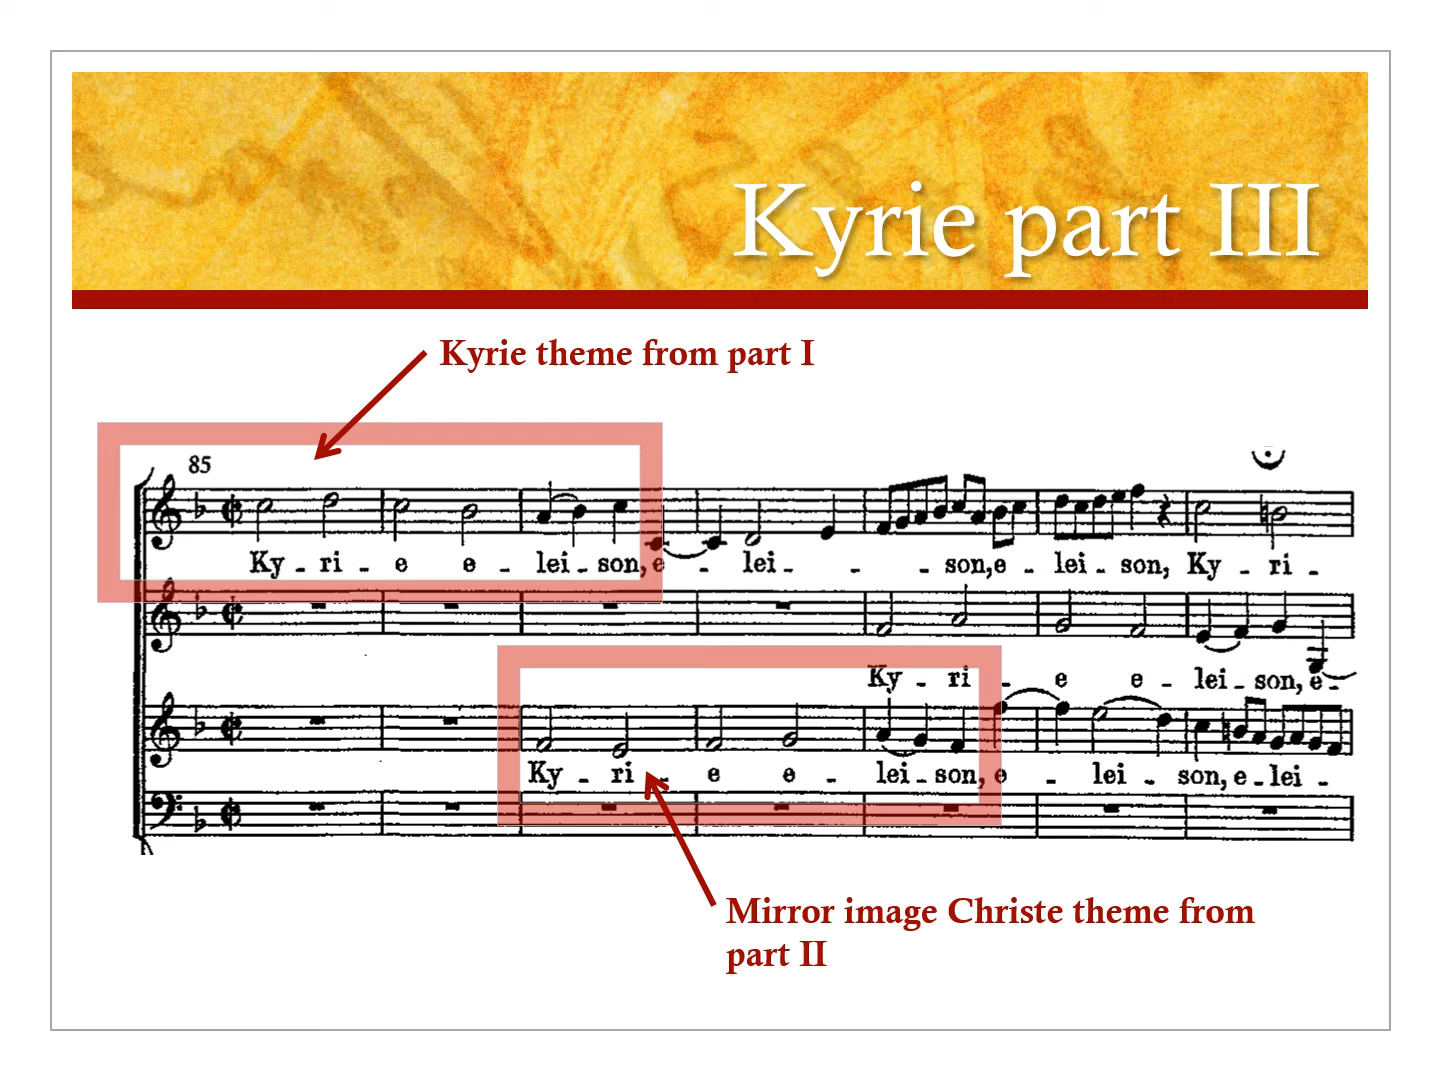 Kyrie part III
Kyrie theme from part I
85
Ky - ri - e e - lei - son, e - lei - - - son, e - lei - son, Ky - ri -
Ky - ri - e e - lei - son, e -
Ky - ri - e e - lei - son, e - lei - son, e - lei -
Mirror image Christe theme from
part II